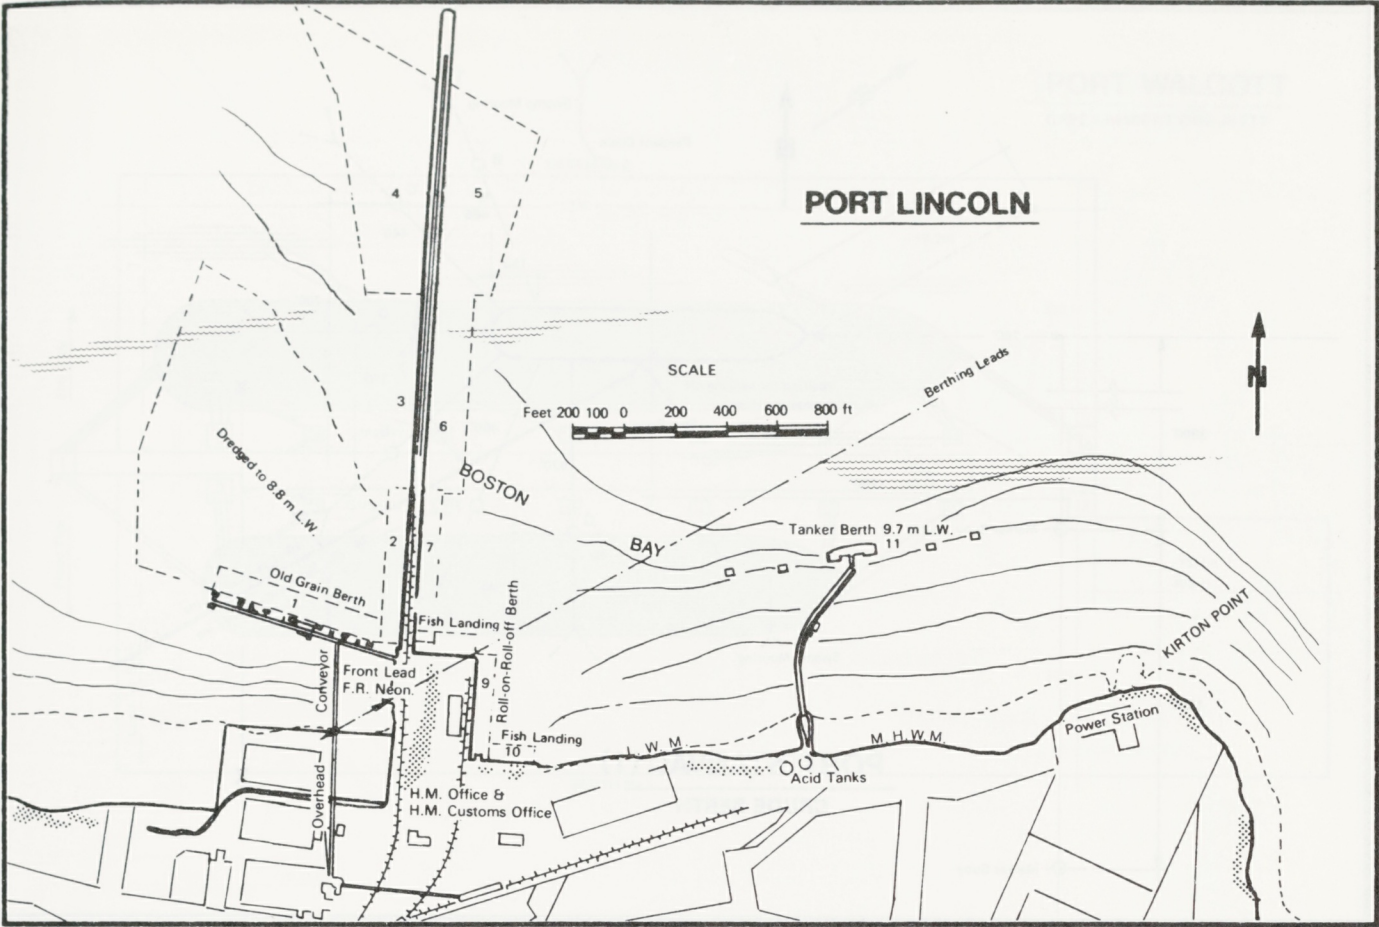 PORT LINCOLN
4
5
SCALE
Feet 200 100 0 200 400 600 800 ft
Berthing Leads
N
3
6
Dredged to 8.8 m L.W.
BOSTON
BAY
2
7
Tanker Berth 9.7 m L.W.
11
Old Grain Berth
1
Fish Landing
Roll-on-Roll-off Berth
KIRTON POINT
Conveyor
Front Lead
F.R. Neon.
9
Fish Landing
10
L.W.M
M.H.W.M.
Power Station
Acid Tanks
Overhead
H.M. Office &
H.M. Customs Office